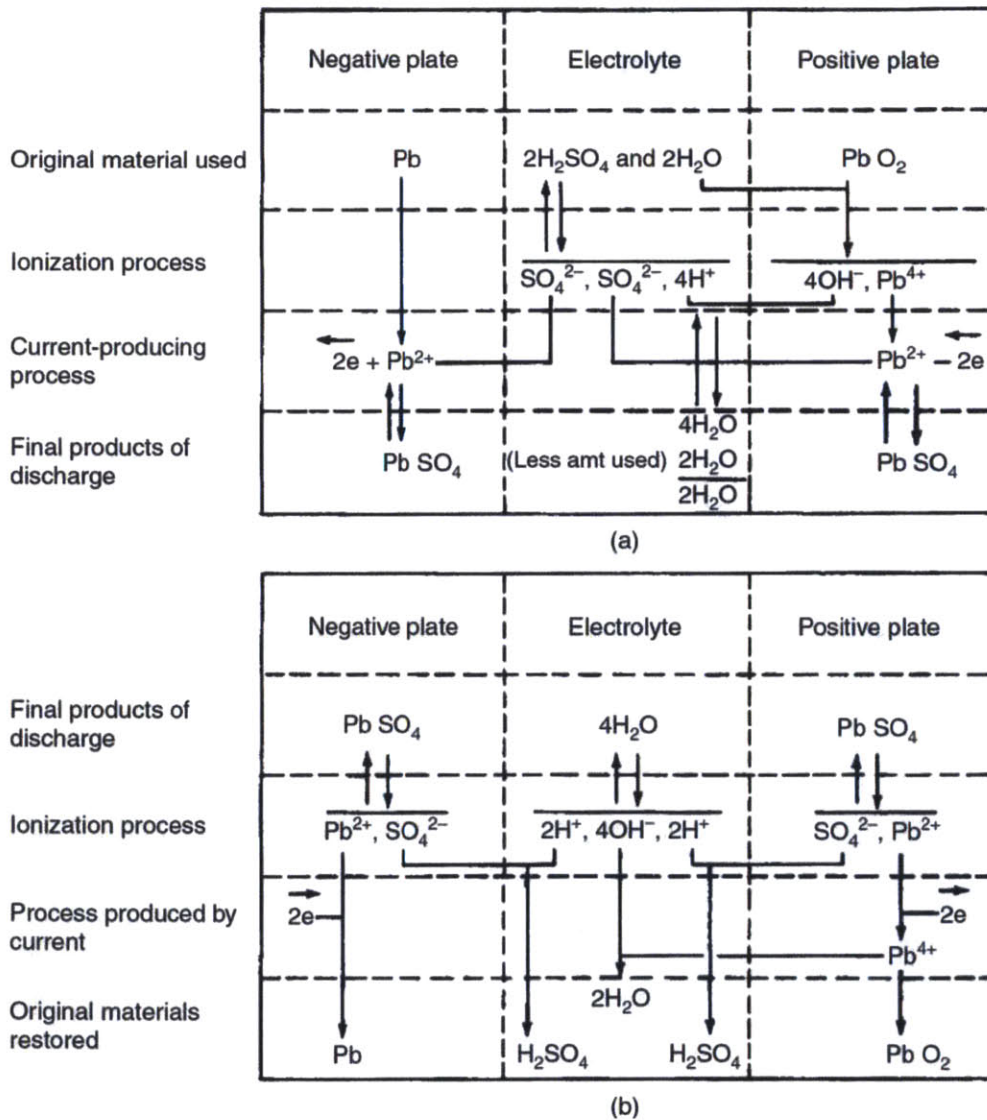 Negative plate Electrolyte Positive plate
Original material used Pb 2H₂SO₄ and 2H₂O Pb O₂
Ionization process SO₄²⁻, SO₄²⁻, 4H⁺ 4OH⁻, Pb⁴⁺
Current-producing
process
2e + Pb²⁺ Pb²⁺ – 2e
4H₂O
Final products of
discharge
Pb SO₄ (Less amt used) 2H₂O Pb SO₄
2H₂O
(a)
Negative plate Electrolyte Positive plate
Final products of
discharge
Pb SO₄ 4H₂O Pb SO₄
Ionization process Pb²⁺, SO₄²⁻ 2H⁺, 4OH⁻, 2H⁺ SO₄²⁻, Pb²⁺
Process produced by
current
2e 2e
Pb⁴⁺
2H₂O
Original materials
restored
Pb H₂SO₄ H₂SO₄ Pb O₂
(b)